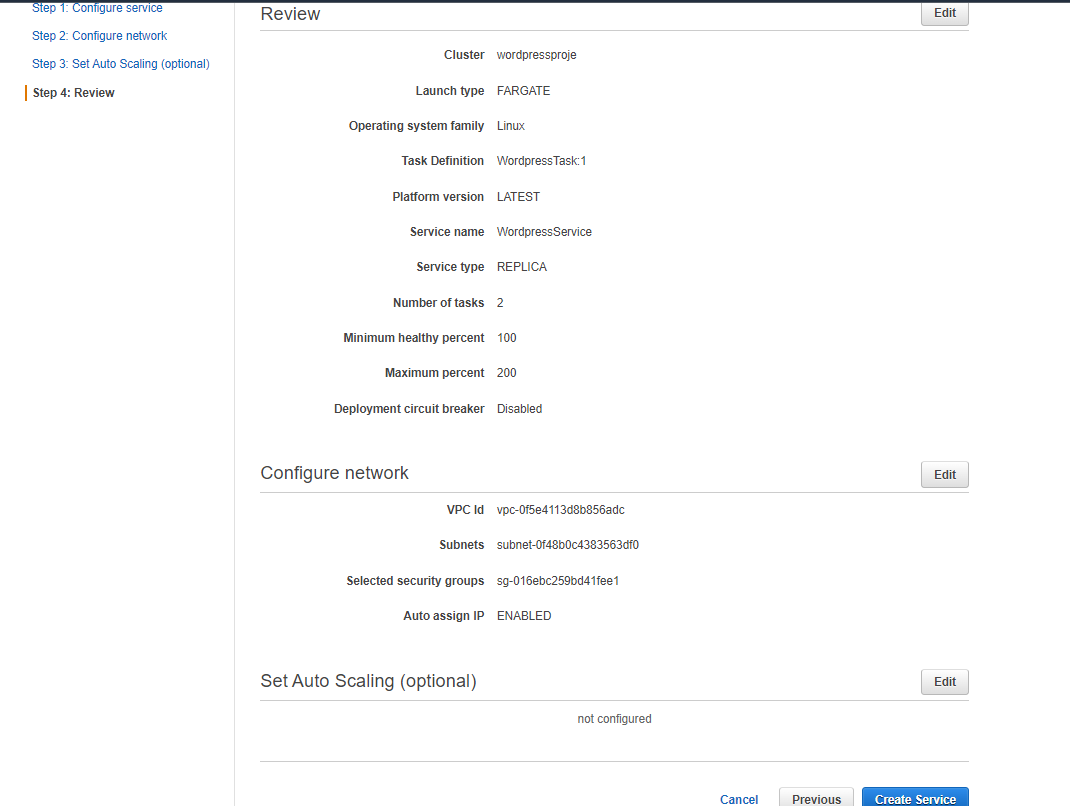 Step 1: Configure service
Step 2: Configure network
Step 3: Set Auto Scaling (optional)
Step 4: Review
Review
Edit
Cluster wordpressproje
Launch type FARGATE
Operating system family Linux
Task Definition WordpressTask:1
Platform version LATEST
Service name WordpressService
Service type REPLICA
Number of tasks 2
Minimum healthy percent 100
Maximum percent 200
Deployment circuit breaker Disabled
Configure network
Edit
VPC Id vpc-0f5e4113d8b856adc
Subnets subnet-0f48b0c4383563df0
Selected security groups sg-016ebc259bd41fee1
Auto assign IP ENABLED
Set Auto Scaling (optional)
Edit
not configured
Cancel Previous Create Service